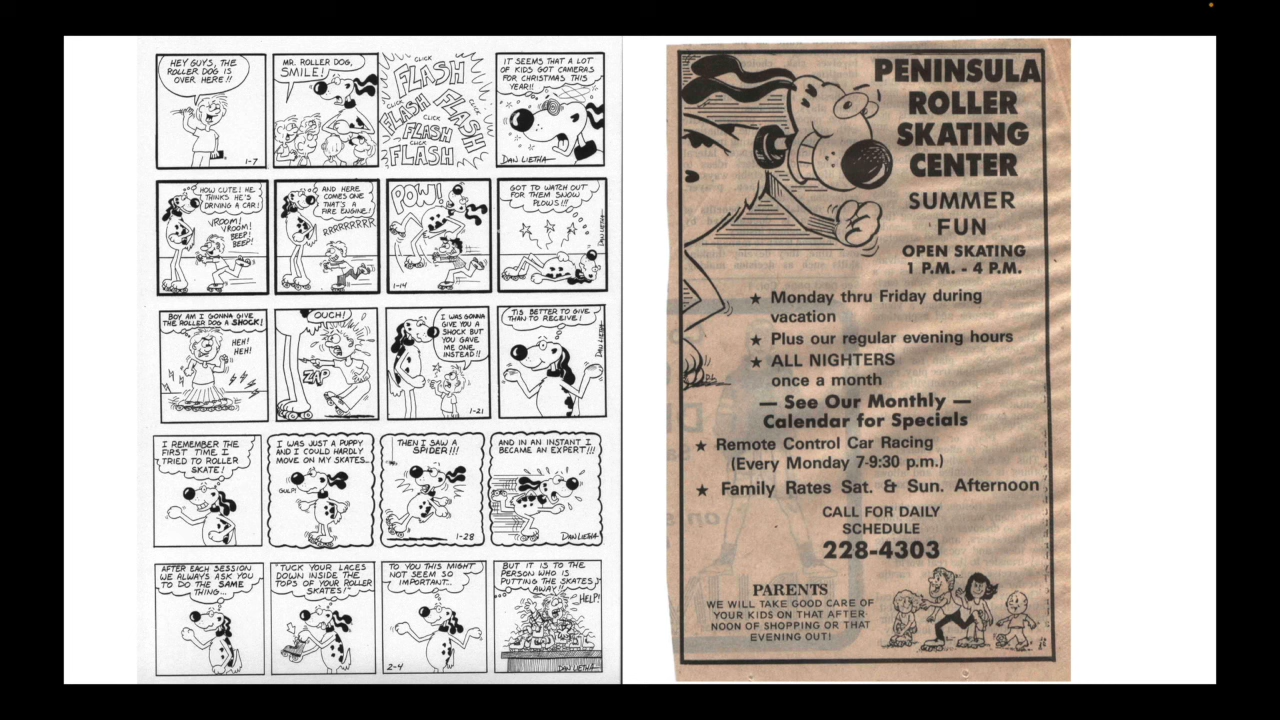 HEY GUYS, THE
ROLLER DOG IS
OVER HERE!!
1-7
MR. ROLLER DOG,
SMILE!
CLICK
FLASH
CLICK
FLASH
FLASH
CLICK
CLICK
FLASH
CLICK
FLASH
IT SEEMS THAT A LOT
OF KIDS GOT CAMERAS
FOR CHRISTMAS THIS
YEAR!!
DAN LIETHA
HOW CUTE! HE
THINKS HE'S
DRIVING A CAR!
VROOM!
VROOM!
BEEP!
BEEP!
AND HERE
COMES ONE
THAT'S A
FIRE ENGINE!
RRRRRRRRR
POW!
1-14
GOT TO WATCH OUT
FOR THEM SNOW
PLOWS!!!
DAN LIETHA
BOY AM I GONNA GIVE
THE ROLLER DOG A SHOCK!
HEH!
HEH!
OUCH!
ZAP
I WAS GONNA
GIVE YOU A
SHOCK BUT
YOU GAVE
ME ONE
INSTEAD!!
1-21
'TIS BETTER TO GIVE
THAN TO RECEIVE!
DAN LIETHA
I REMEMBER THE
FIRST TIME I
TRIED TO ROLLER
SKATE!
I WAS JUST A PUPPY
AND I COULD HARDLY
MOVE ON MY SKATES...
GULP!
THEN I SAW A
SPIDER!!!
1-28
AND IN AN INSTANT I
BECAME AN EXPERT!!!
DAN LIETHA
AFTER EACH SESSION
WE ALWAYS ASK YOU
TO DO THE SAME
THING...
"TUCK YOUR LACES
DOWN INSIDE THE
TOPS OF YOUR ROLLER
SKATES!"
TO YOU THIS MIGHT
NOT SEEM SO
IMPORTANT...
2-4
BUT IT IS TO THE
PERSON WHO IS
PUTTING THE SKATES
AWAY!!
HELP!
DAN LIETHA
PENINSULA
ROLLER
SKATING
CENTER
SUMMER
FUN
OPEN SKATING
1 P.M. - 4 P.M.
★ Monday thru Friday during
vacation
★ Plus our regular evening hours
★ ALL NIGHTERS
once a month
— See Our Monthly —
Calendar for Specials
★ Remote Control Car Racing
(Every Monday 7-9:30 p.m.)
★ Family Rates Sat. & Sun. Afternoon
CALL FOR DAILY
SCHEDULE
228-4303
DL
PARENTS
WE WILL TAKE GOOD CARE OF
YOUR KIDS ON THAT AFTER-
NOON OF SHOPPING OR THAT
EVENING OUT!